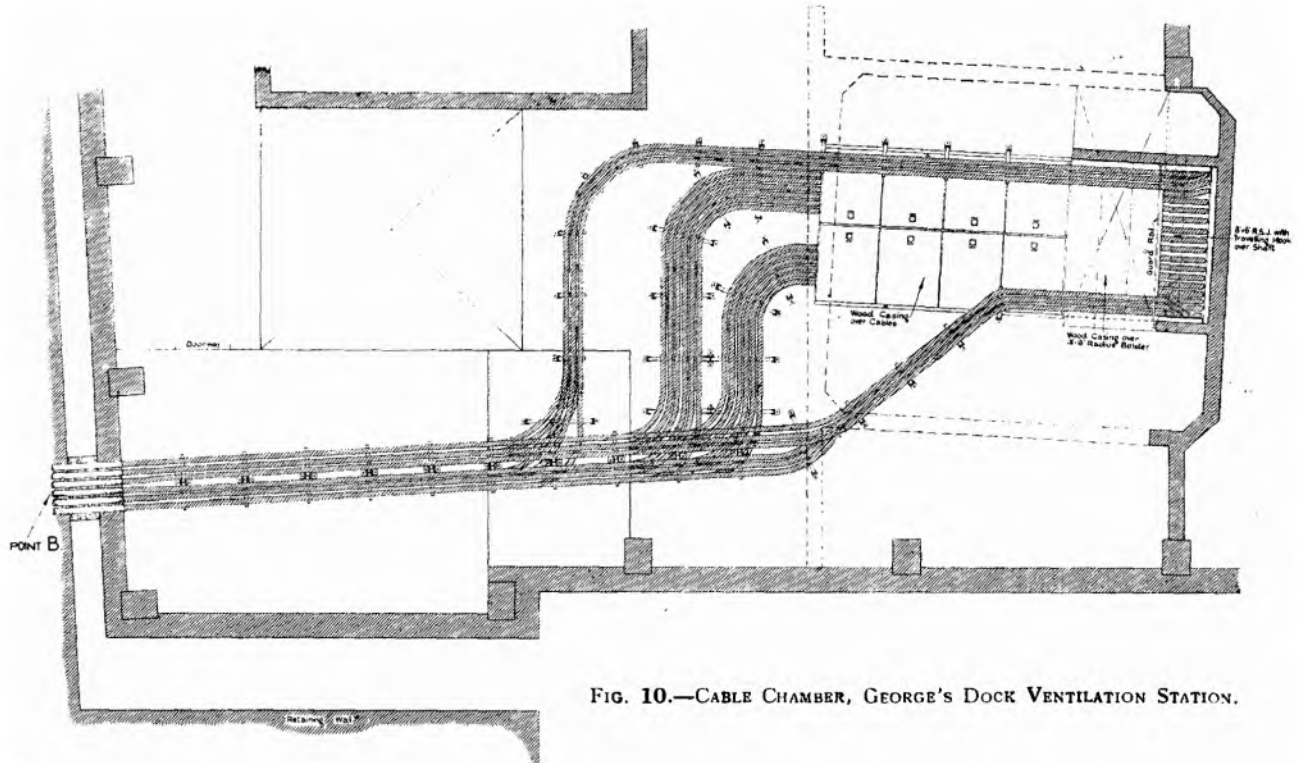 8"×6" R.S.J. with
Travelling Hook
over Shaft
Guard Rail
Wood Casing
over Cables
Wood Casing over
Radius Bolster
Doorway
POINT B.
FIG. 10.—CABLE CHAMBER, GEORGE'S DOCK VENTILATION STATION.
Retaining Wall